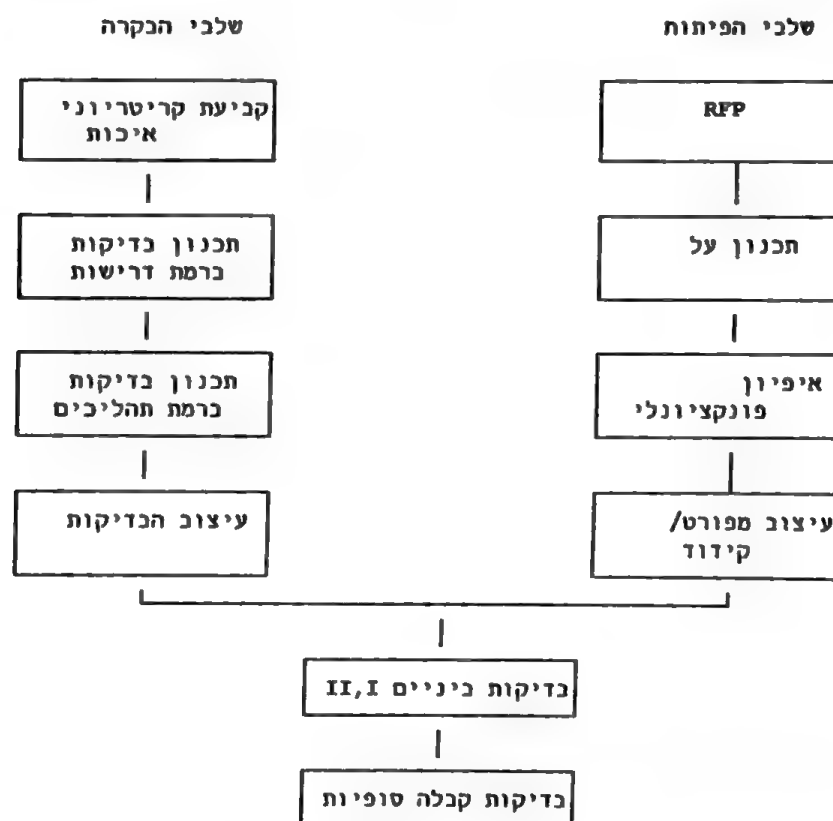 שלבי הפיתוח
שלבי הבקרה
RFP
קביעת קריטריוני
איכות
תכנון על
תכנון בדיקות
ברמת דרישות
איפיון
פונקציונלי
תכנון בדיקות
ברמת תהליכים
עיצוב מפורט/
קידוד
עיצוב הבדיקות
בדיקות ביניים II,I
בדיקות קבלה סופיות